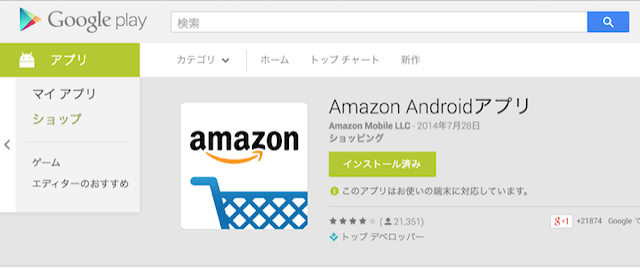 Google play
検索
アプリ
カテゴリ ホーム トップ チャート 新作
マイ アプリ
ショップ
ゲーム
エディターのおすすめ
amazon
Amazon Androidアプリ
Amazon Mobile LLC - 2014年7月28日
ショッピング
インストール済み
このアプリはお使いの端末に対応しています。
( 21,351)
g+1 +21874 Google で
トップ デベロッパー